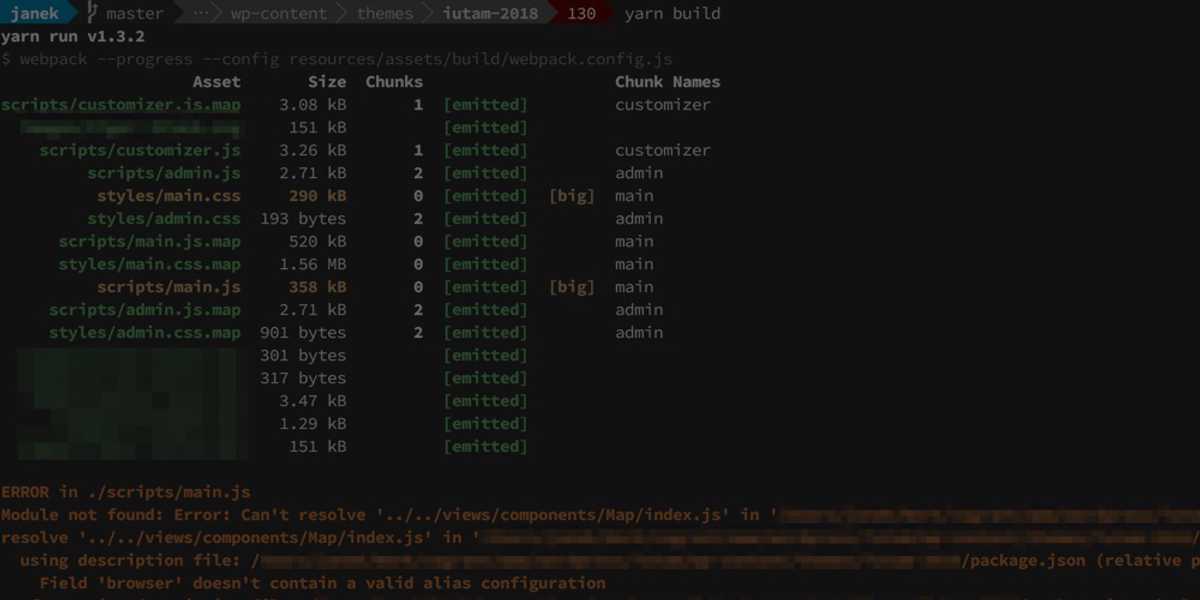 janek master ··· wp-content themes iutam-2018 130 yarn build
yarn run v1.3.2
$ webpack --progress --config resources/assets/build/webpack.config.js
Asset Size Chunks Chunk Names
scripts/customizer.js.map 3.08 kB 1 [emitted] customizer
151 kB [emitted]
scripts/customizer.js 3.26 kB 1 [emitted] customizer
scripts/admin.js 2.71 kB 2 [emitted] admin
styles/main.css 290 kB 0 [emitted] [big] main
styles/admin.css 193 bytes 2 [emitted] admin
scripts/main.js.map 520 kB 0 [emitted] main
styles/main.css.map 1.56 MB 0 [emitted] main
scripts/main.js 358 kB 0 [emitted] [big] main
scripts/admin.js.map 2.71 kB 2 [emitted] admin
styles/admin.css.map 901 bytes 2 [emitted] admin
301 bytes [emitted]
317 bytes [emitted]
3.47 kB [emitted]
1.29 kB [emitted]
151 kB [emitted]
ERROR in ./scripts/main.js
Module not found: Error: Can't resolve '../../views/components/Map/index.js' in '
resolve '../../views/components/Map/index.js' in ' /
using description file: / /package.json (relative p
Field 'browser' doesn't contain a valid alias configuration